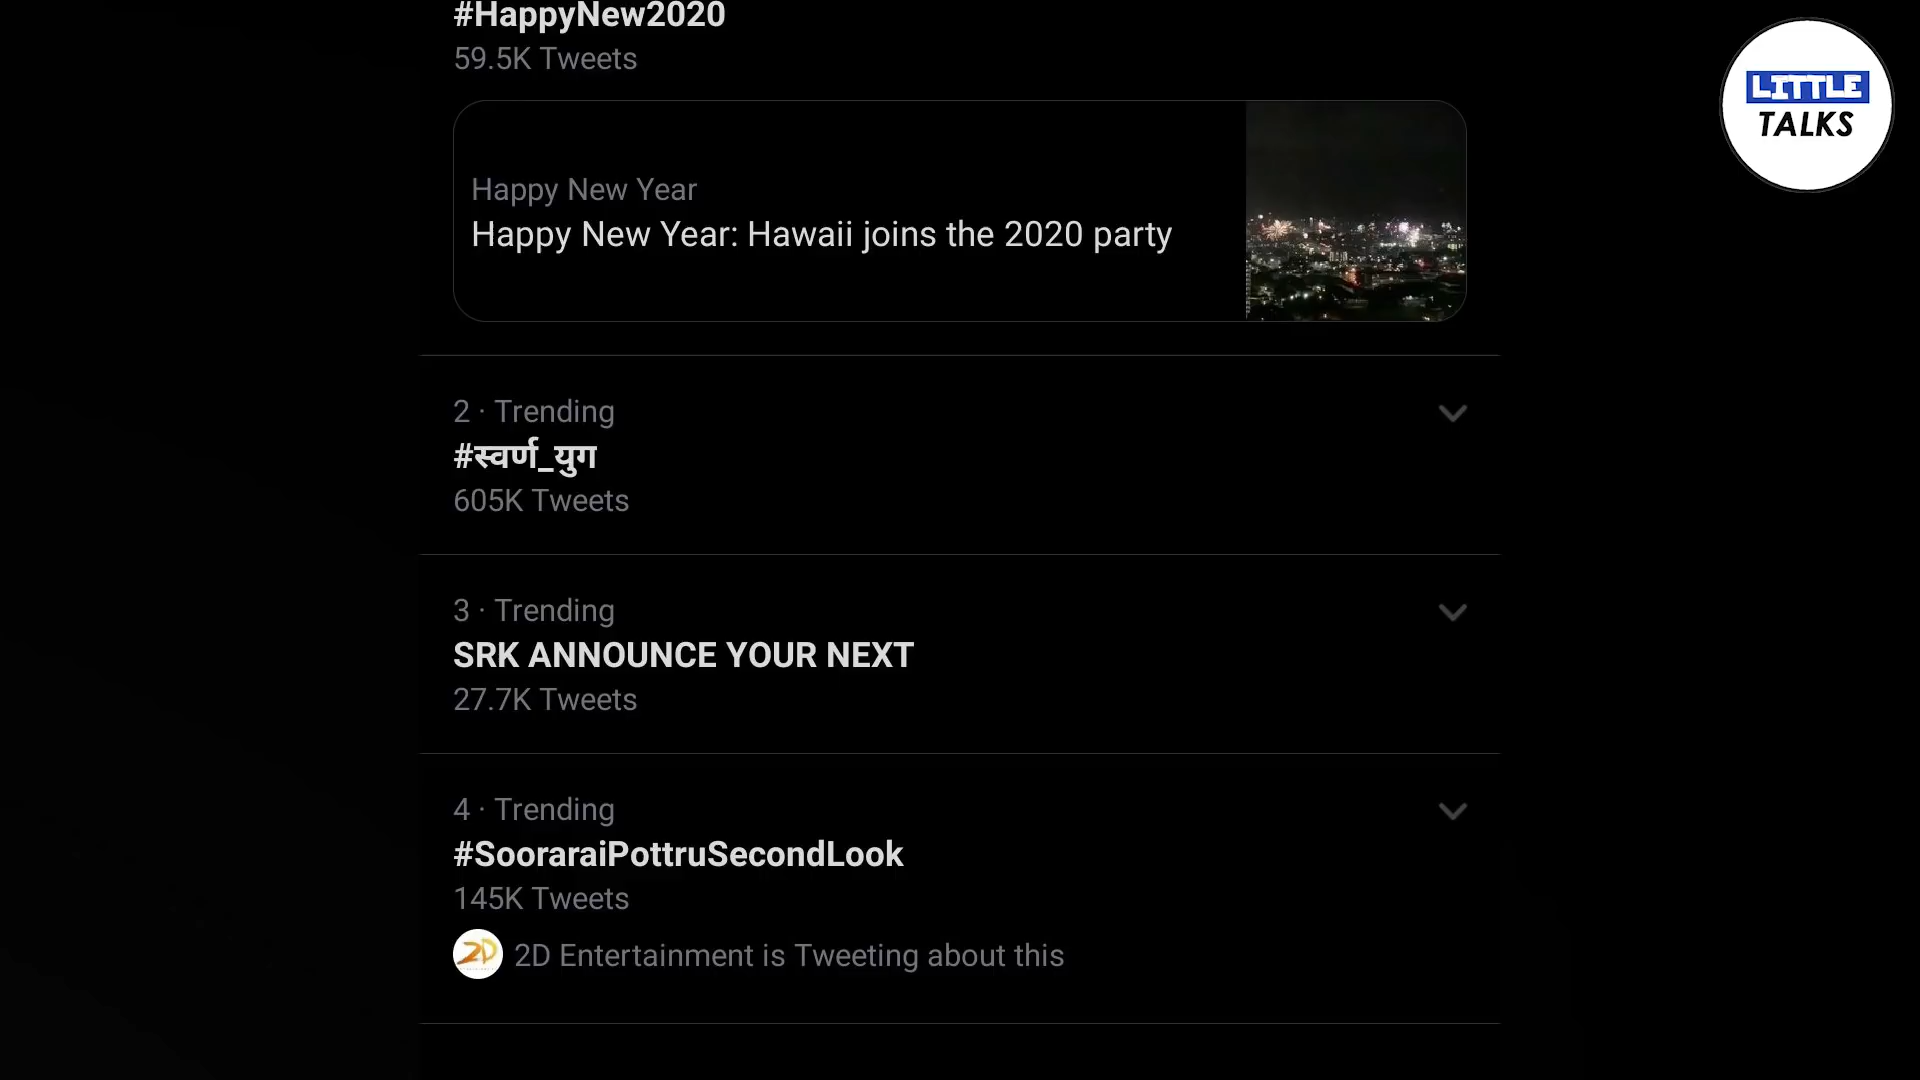 #HappyNew2020
59.5K Tweets
LITTLE
TALKS
Happy New Year
Happy New Year: Hawaii joins the 2020 party
2 · Trending
#स्वर्ण_युग
605K Tweets
3 · Trending
SRK ANNOUNCE YOUR NEXT
27.7K Tweets
4 · Trending
#SooraraiPottruSecondLook
145K Tweets
2D
2D Entertainment is Tweeting about this